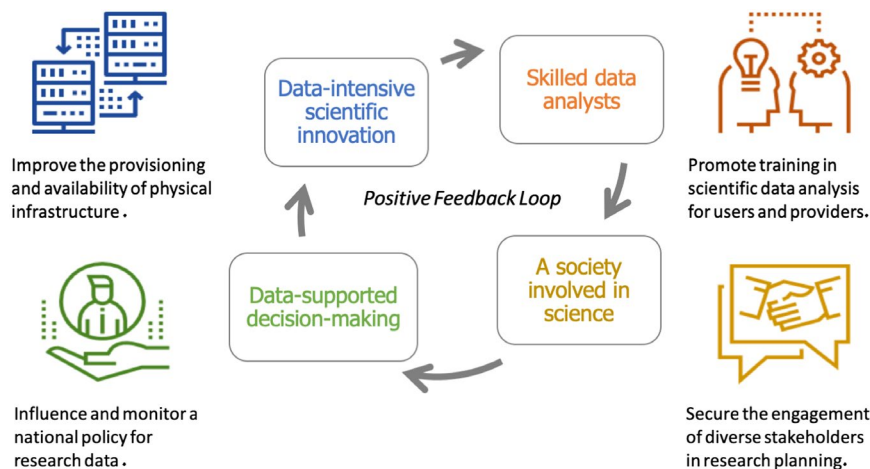 Data-intensive
scientific
innovation
Skilled data
analysts
Improve the provisioning
and availability of physical
infrastructure.
Positive Feedback Loop
Promote training in
scientific data analysis
for users and providers.
Data-supported
decision-making
A society
involved in
science
Influence and monitor a
national policy for
research data.
Secure the engagement
of diverse stakeholders
in research planning.